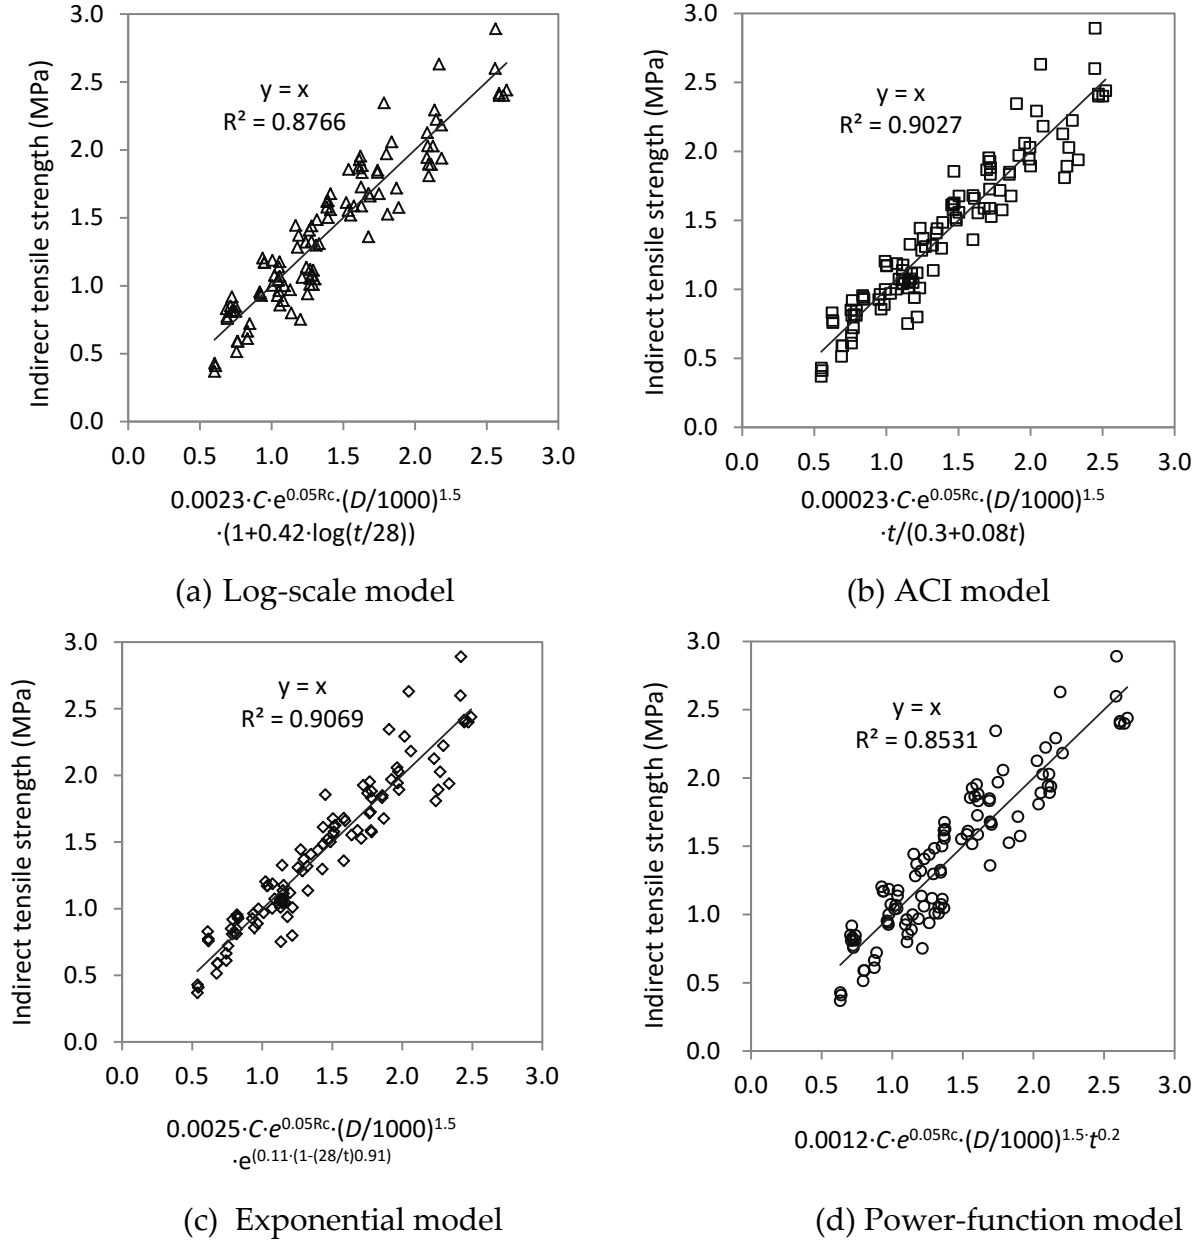 Indirecr tensile strength (MPa)
3.0
2.5
2.0
1.5
1.0
0.5
0.0
y = x
R² = 0.8766
0.0 0.5 1.0 1.5 2.0 2.5 3.0
0.0023·C·e^0.05Rc·(D/1000)^1.5
·(1+0.42·log(t/28))
(a) Log-scale model
Indirect tensile strength (MPa)
3.0
2.5
2.0
1.5
1.0
0.5
0.0
y = x
R² = 0.9027
0.0 0.5 1.0 1.5 2.0 2.5 3.0
0.00023·C·e^0.05Rc·(D/1000)^1.5
·t/(0.3+0.08t)
(b) ACI model
Indirect tensile strength (MPa)
3.0
2.5
2.0
1.5
1.0
0.5
0.0
y = x
R² = 0.9069
0.0 0.5 1.0 1.5 2.0 2.5 3.0
0.0025·C·e^0.05Rc·(D/1000)^1.5
·e^(0.11·(1-(28/t)0.91)
(c) Exponential model
Indirect tensile strength (MPa)
3.0
2.5
2.0
1.5
1.0
0.5
0.0
y = x
R² = 0.8531
0.0 0.5 1.0 1.5 2.0 2.5 3.0
0.0012·C·e^0.05Rc·(D/1000)^1.5·t^0.2
(d) Power-function model